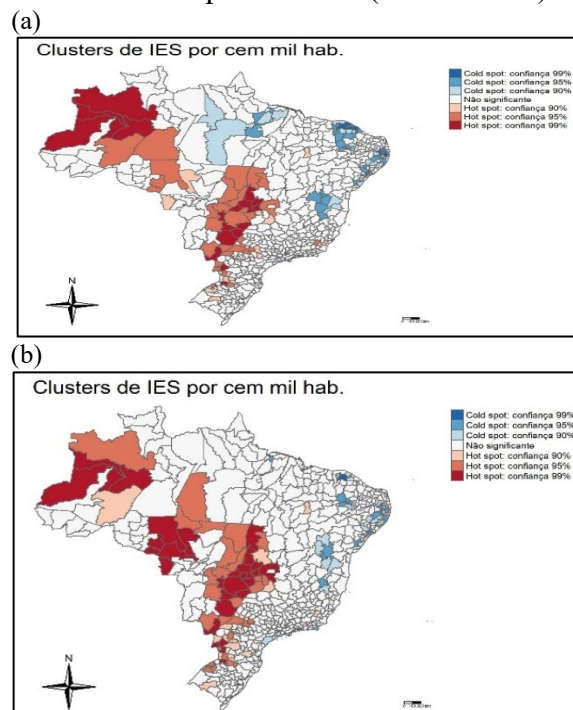 (a)
Clusters de IES por cem mil hab.
Cold spot: confiança 99%
Cold spot: confiança 95%
Cold spot: confiança 90%
Não significante
Hot spot: confiança 90%
Hot spot: confiança 95%
Hot spot: confiança 99%
N
(b)
Clusters de IES por cem mil hab.
Cold spot: confiança 99%
Cold spot: confiança 95%
Cold spot: confiança 90%
Não significante
Hot spot: confiança 90%
Hot spot: confiança 95%
Hot spot: confiança 99%
N